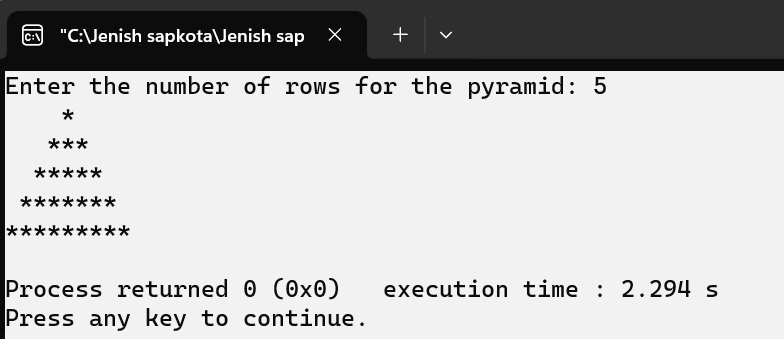 "C:\Jenish sapkota\Jenish sap
Enter the number of rows for the pyramid: 5
    *
   ***
  *****
 *******
*********
Process returned 0 (0x0)   execution time : 2.294 s
Press any key to continue.